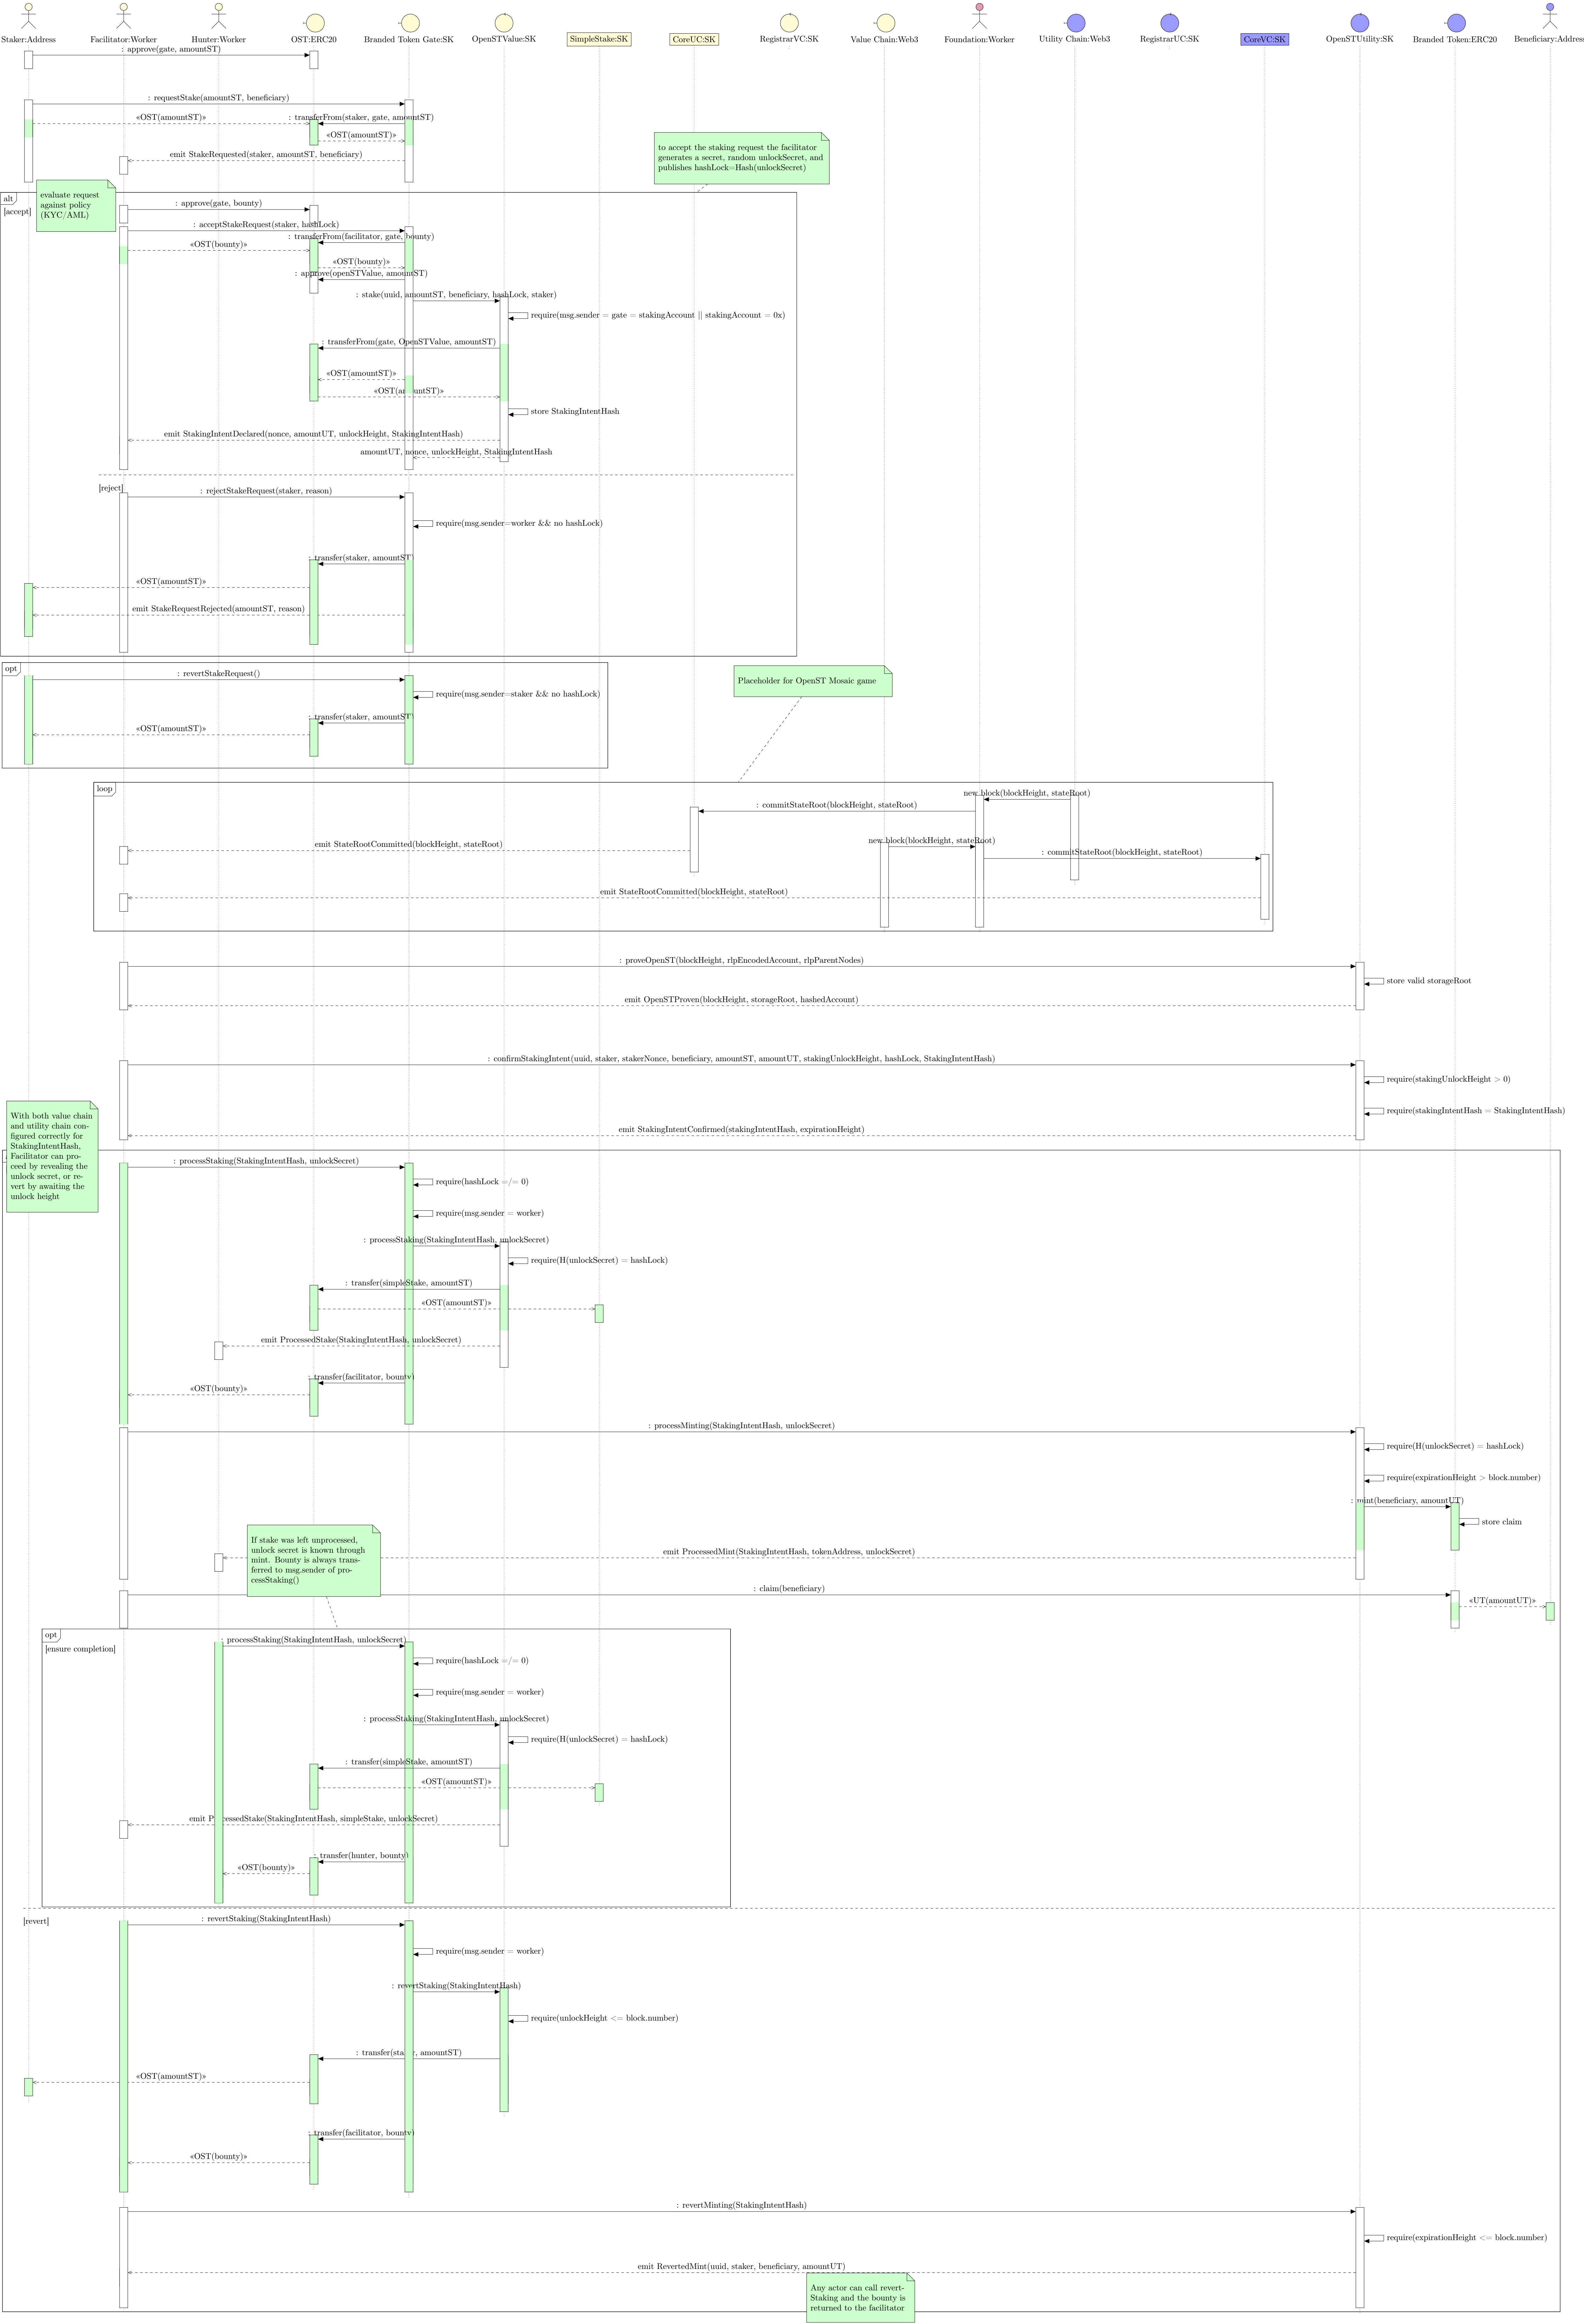 Staker:Address
Facilitator:Worker
Hunter:Worker
OST:ERC20
Branded Token Gate:SK
OpenSTValue:SK
SimpleStake:SK
CoreUC:SK
RegistrarVC:SK
Value Chain:Web3
Foundation:Worker
Utility Chain:Web3
RegistrarUC:SK
CoreVC:SK
OpenSTUtility:SK
Branded Token:ERC20
Beneficiary:Address
: approve(gate, amountST)
: requestStake(amountST, beneficiary)
«OST(amountST)»
: transferFrom(staker, gate, amountST)
«OST(amountST)»
emit StakeRequested(staker, amountST, beneficiary)
to accept the staking request the facilitator
generates a secret, random unlockSecret, and
publishes hashLock=Hash(unlockSecret)
alt
[accept]
evaluate request
against policy
(KYC/AML)
: approve(gate, bounty)
: acceptStakeRequest(staker, hashLock)
: transferFrom(facilitator, gate, bounty)
«OST(bounty)»
«OST(bounty)»
: approve(openSTValue, amountST)
: stake(uuid, amountST, beneficiary, hashLock, staker)
require(msg.sender = gate = stakingAccount || stakingAccount = 0x)
: transferFrom(gate, OpenSTValue, amountST)
«OST(amountST)»
«OST(amountST)»
store StakingIntentHash
emit StakingIntentDeclared(nonce, amountUT, unlockHeight, StakingIntentHash)
amountUT, nonce, unlockHeight, StakingIntentHash
[reject]
: rejectStakeRequest(staker, reason)
require(msg.sender=worker && no hashLock)
: transfer(staker, amountST)
«OST(amountST)»
emit StakeRequestRejected(amountST, reason)
opt
: revertStakeRequest()
require(msg.sender=staker && no hashLock)
: transfer(staker, amountST)
«OST(amountST)»
Placeholder for OpenST Mosaic game
loop
new block(blockHeight, stateRoot)
: commitStateRoot(blockHeight, stateRoot)
new block(blockHeight, stateRoot)
emit StateRootCommitted(blockHeight, stateRoot)
: commitStateRoot(blockHeight, stateRoot)
emit StateRootCommitted(blockHeight, stateRoot)
: proveOpenST(blockHeight, rlpEncodedAccount, rlpParentNodes)
store valid storageRoot
emit OpenSTProven(blockHeight, storageRoot, hashedAccount)
: confirmStakingIntent(uuid, staker, stakerNonce, beneficiary, amountST, amountUT, stakingUnlockHeight, hashLock, StakingIntentHash)
require(stakingUnlockHeight > 0)
require(stakingIntentHash = StakingIntentHash)
emit StakingIntentConfirmed(stakingIntentHash, expirationHeight)
With both value chain
and utility chain con-
figured correctly for
StakingIntentHash,
Facilitator can pro-
ceed by revealing the
unlock secret, or re-
vert by awaiting the
unlock height
: processStaking(StakingIntentHash, unlockSecret)
require(hashLock =/= 0)
require(msg.sender = worker)
: processStaking(StakingIntentHash, unlockSecret)
require(H(unlockSecret) = hashLock)
: transfer(simpleStake, amountST)
«OST(amountST)»
emit ProcessedStake(StakingIntentHash, unlockSecret)
: transfer(facilitator, bounty)
«OST(bounty)»
: processMinting(StakingIntentHash, unlockSecret)
require(H(unlockSecret) = hashLock)
require(expirationHeight > block.number)
: mint(beneficiary, amountUT)
store claim
If stake was left unprocessed,
unlock secret is known through
mint. Bounty is always trans-
ferred to msg.sender of pro-
cessStaking()
emit ProcessedMint(StakingIntentHash, tokenAddress, unlockSecret)
: claim(beneficiary)
«UT(amountUT)»
opt
[ensure completion]
: processStaking(StakingIntentHash, unlockSecret)
require(hashLock =/= 0)
require(msg.sender = worker)
: processStaking(StakingIntentHash, unlockSecret)
require(H(unlockSecret) = hashLock)
: transfer(simpleStake, amountST)
«OST(amountST)»
emit ProcessedStake(StakingIntentHash, simpleStake, unlockSecret)
: transfer(hunter, bounty)
«OST(bounty)»
[revert]
: revertStaking(StakingIntentHash)
require(msg.sender = worker)
: revertStaking(StakingIntentHash)
require(unlockHeight <= block.number)
: transfer(staker, amountST)
«OST(amountST)»
: transfer(facilitator, bounty)
«OST(bounty)»
: revertMinting(StakingIntentHash)
require(expirationHeight <= block.number)
emit RevertedMint(uuid, staker, beneficiary, amountUT)
Any actor can call revert-
Staking and the bounty is
returned to the facilitator